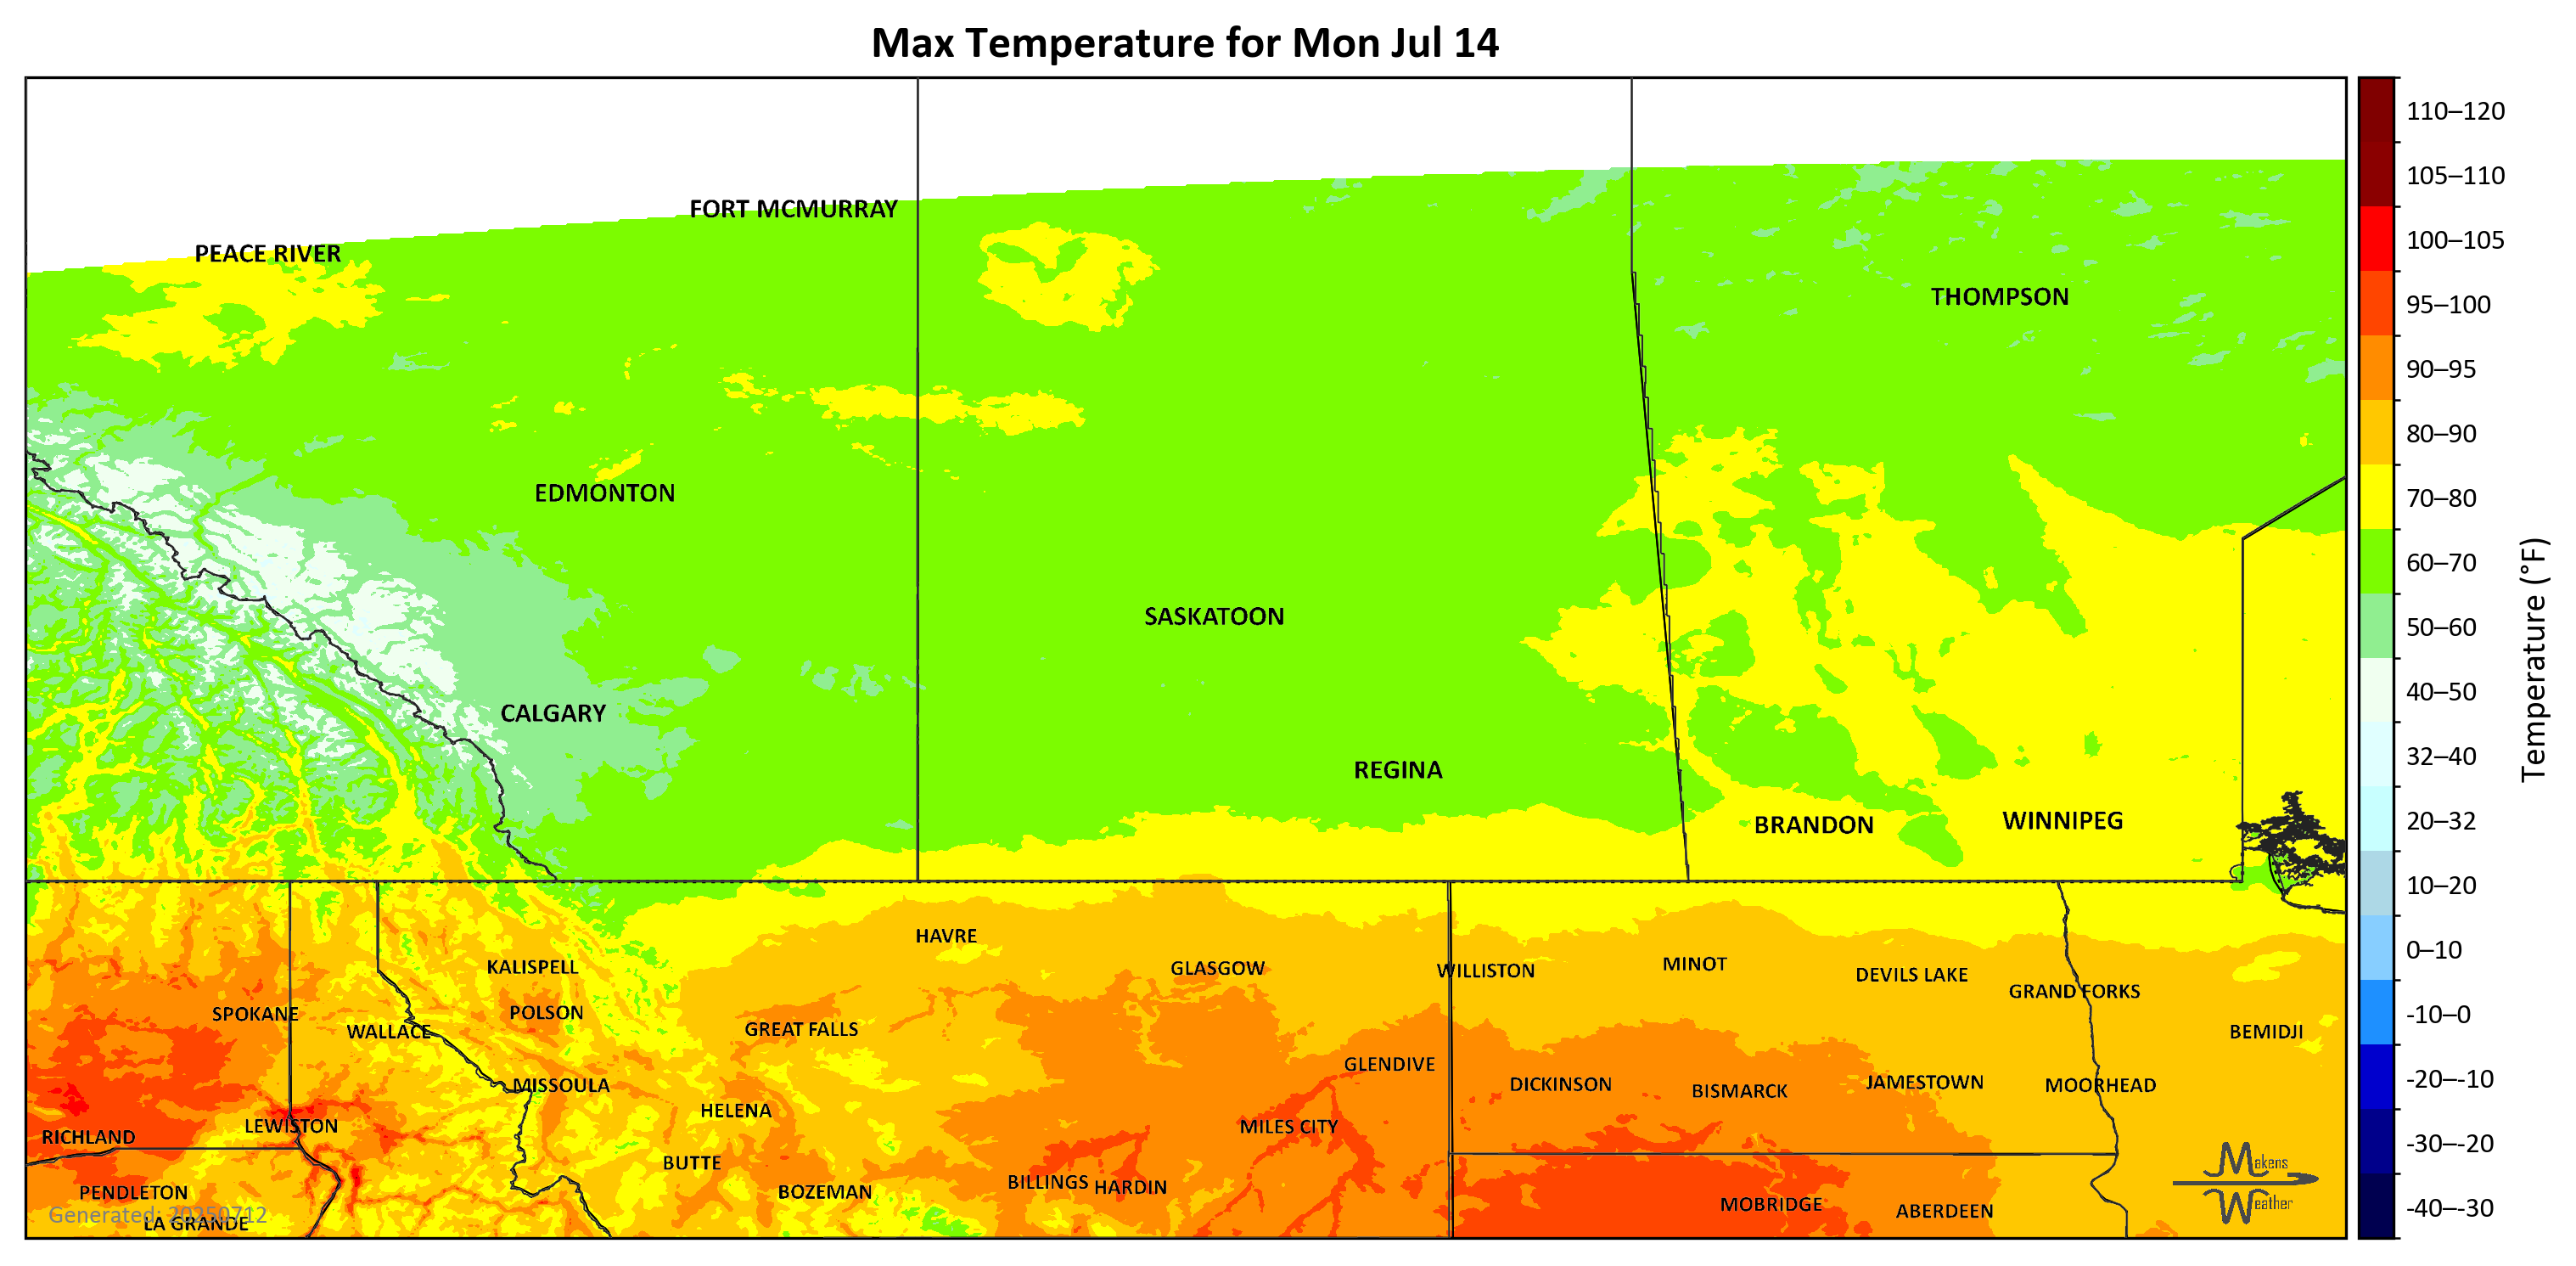 Max Temperature for Mon Jul 14
110–120
105–110
FORT MCMURRAY
100–105
PEACE RIVER
THOMPSON
95–100
90–95
80–90
EDMONTON
70–80
60–70
SASKATOON
50–60
Temperature (°F)
40–50
CALGARY
32–40
REGINA
20–32
BRANDON
WINNIPEG
10–20
HAVRE
0–10
KALISPELL
GLASGOW
WILLISTON
MINOT
DEVILS LAKE
GRAND FORKS
SPOKANE
POLSON
-10–0
WALLACE
GREAT FALLS
BEMIDJI
GLENDIVE
-20–-10
MISSOULA
DICKINSON
BISMARCK
JAMESTOWN
MOORHEAD
HELENA
LEWISTON
MILES CITY
RICHLAND
-30–-20
BUTTE
Makens
PENDLETON
BOZEMAN
BILLINGS
HARDIN
MOBRIDGE
ABERDEEN
Weather
-40–-30
Generated: 20250712
LA GRANDE